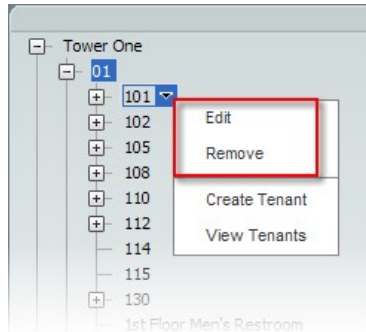 Tower One
01
101
102
105
108
110
112
114
115
130
1st Floor Men's Restroom
Edit
Remove
Create Tenant
View Tenants